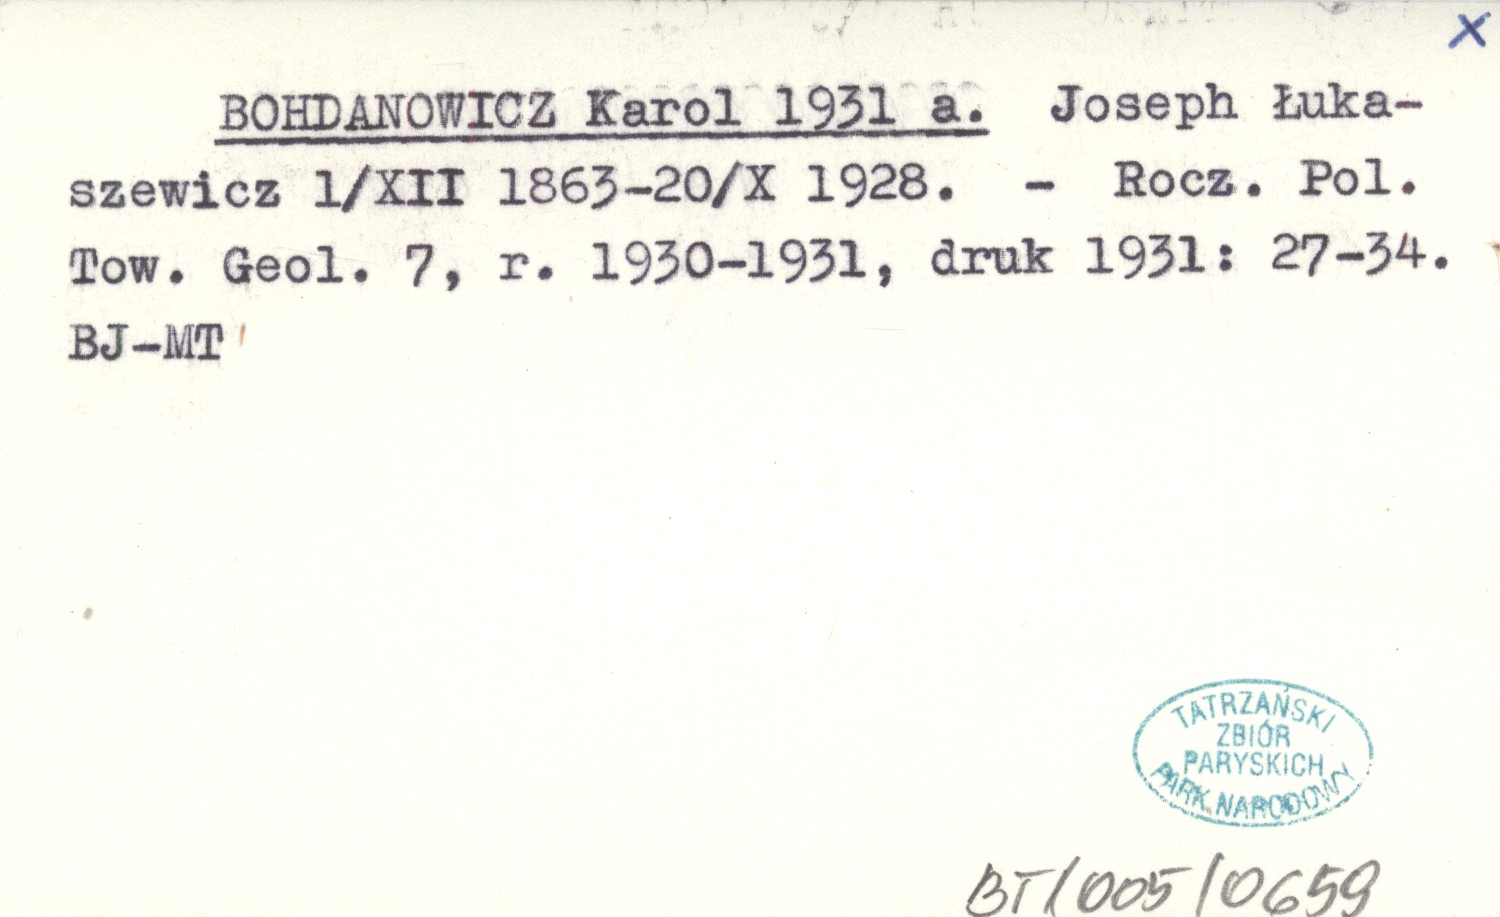 x
BOHDANOWICZ Karol 1931 a. Joseph Łuka-
szewicz 1/XII 1863-20/X 1928. - Rocz. Pol.
Tow. Geol. 7, r. 1930-1931, druk 1931: 27-34.
BJ-MT
TATRZAŃSKI
ZBIÓR
PARYSKICH
PARK NARODOWY
BT/005/0659